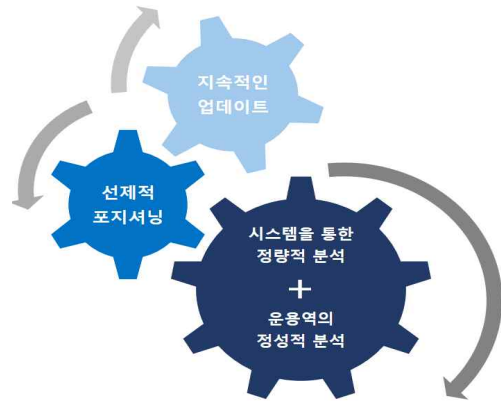 지속적인
업데이트
선제적
포지셔닝
시스템을 통한
정량적 분석
+
운용역의
정성적 분석